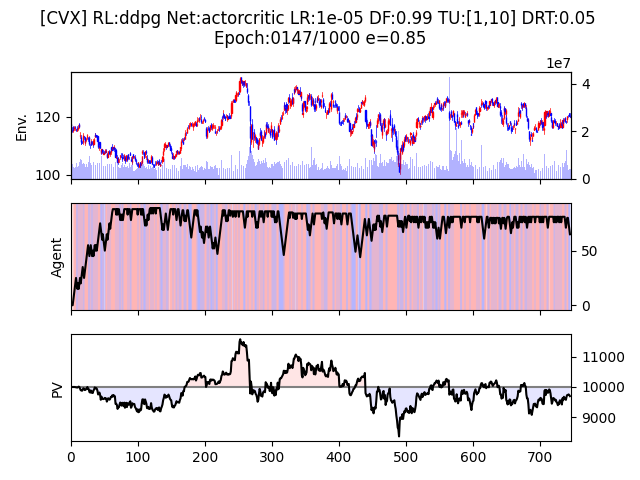 [CVX] RL:ddpg Net:actorcritic LR:1e-05 DF:0.99 TU:[1,10] DRT:0.05
Epoch:0147/1000 e=0.85
1e7
Env.
120
100
4
2
0
Agent
50
0
PV
11000
10000
9000
0 100 200 300 400 500 600 700